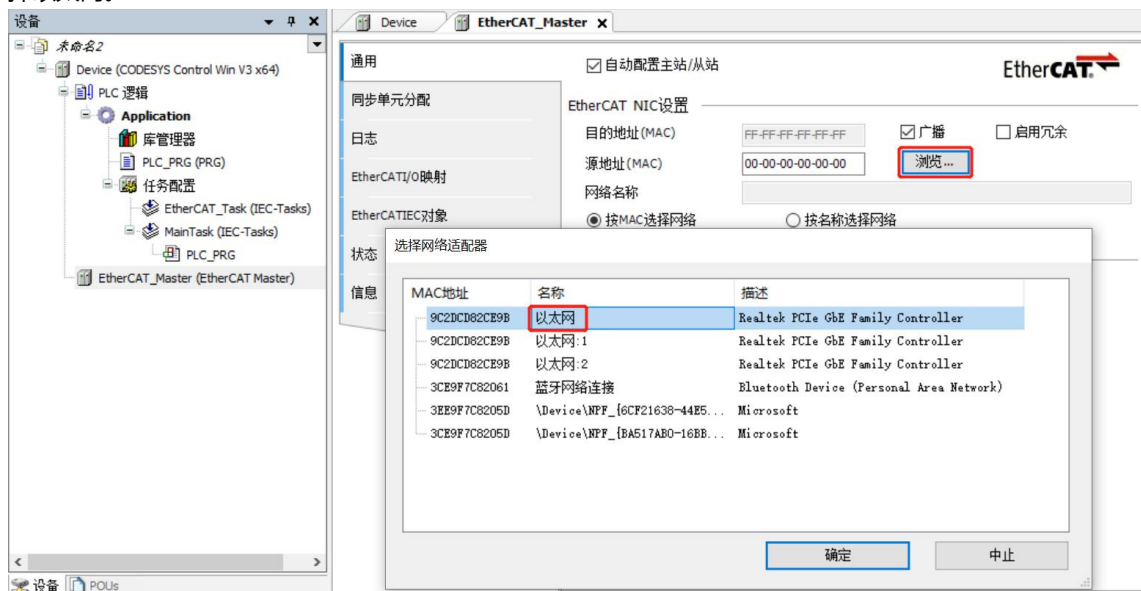 设备
Device
EtherCAT_Master
未命名2
Device (CODESYS Control Win V3 x64)
PLC 逻辑
Application
库管理器
PLC_PRG (PRG)
任务配置
EtherCAT_Task (IEC-Tasks)
MainTask (IEC-Tasks)
PLC_PRG
EtherCAT_Master (EtherCAT Master)
设备 POUs
通用
同步单元分配
日志
EtherCATI/O映射
EtherCATIEC对象
状态
信息
自动配置主站/从站
EtherCAT.
EtherCAT NIC设置
目的地址(MAC) FF-FF-FF-FF-FF-FF 广播 启用冗余
源地址(MAC) 00-00-00-00-00-00 浏览...
网络名称
按MAC选择网络 按名称选择网络
选择网络适配器
MAC地址 名称 描述
9C2DCD82CE9B 以太网 Realtek PCIe GbE Family Controller
9C2DCD82CE9B 以太网:1 Realtek PCIe GbE Family Controller
9C2DCD82CE9B 以太网:2 Realtek PCIe GbE Family Controller
3CE9F7C82061 蓝牙网络连接 Bluetooth Device (Personal Area Network)
3EE9F7C8205D \Device\NPF_{6CF21638-44E5... Microsoft
3CE9F7C8205D \Device\NPF_{BA517AB0-16BB... Microsoft
确定 中止